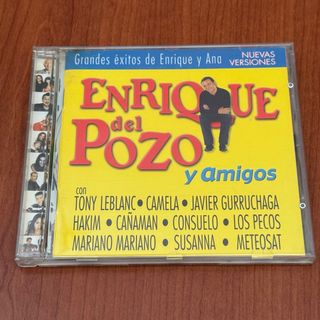 Grandes éxitos de Enrique y Ana
NUEVAS
VERSIONES
ENRIQUE
del
POZO
y amigos
con
TONY LEBLANC • CAMELA • JAVIER GURRUCHAGA
HAKIM • CAÑAMAN • CONSUELO • LOS PECOS
MARIANO MARIANO • SUSANNA • METEOSAT